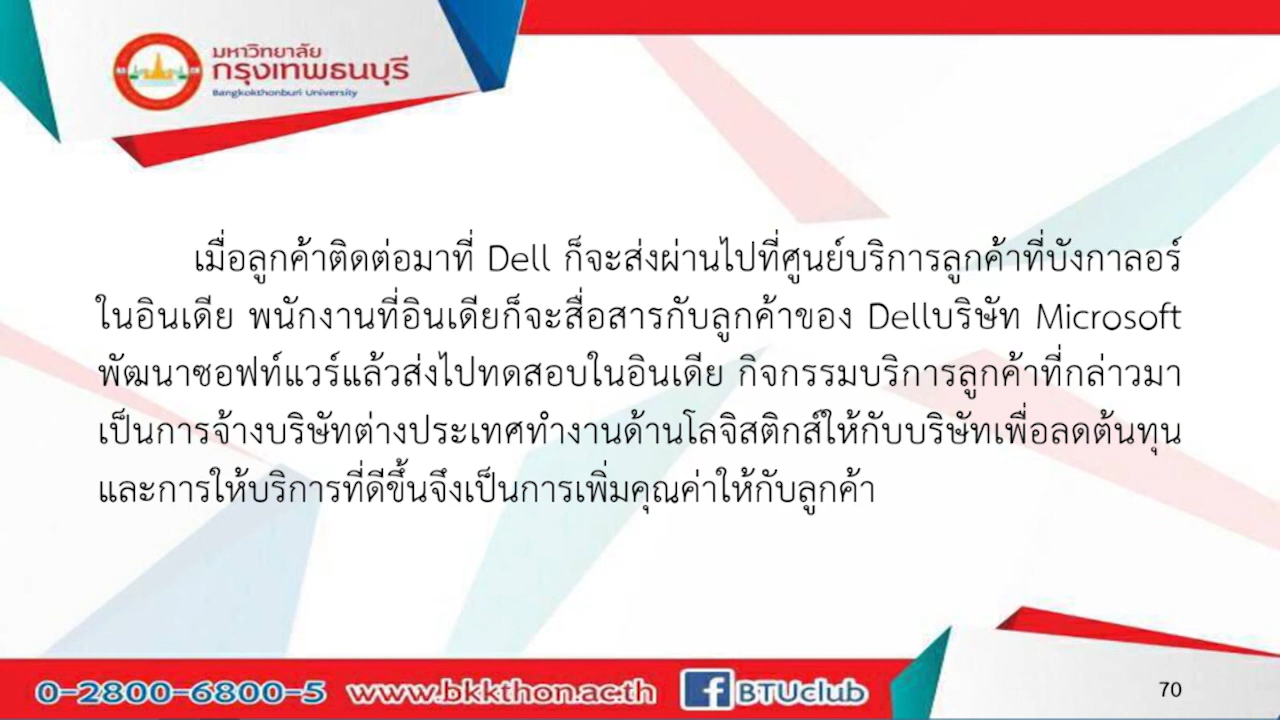 มหาวิทยาลัย
กรุงเทพธนบุรี
Bangkokthonburi University
เมื่อลูกค้าติดต่อมาที่ Dell ก็จะส่งผ่านไปที่ศูนย์บริการลูกค้าที่บังกาลอร์
ในอินเดีย พนักงานที่อินเดียก็จะสื่อสารกับลูกค้าของ Dellบริษัท Microsoft
พัฒนาซอฟท์แวร์แล้วส่งไปทดสอบในอินเดีย กิจกรรมบริการลูกค้าที่กล่าวมา
เป็นการจ้างบริษัทต่างประเทศทำงานด้านโลจิสติกส์ให้กับบริษัทเพื่อลดต้นทุน
และการให้บริการที่ดีขึ้นจึงเป็นการเพิ่มคุณค่าให้กับลูกค้า
0-2800-6800-5 www.bkkthon.ac.th f BTUclub
70